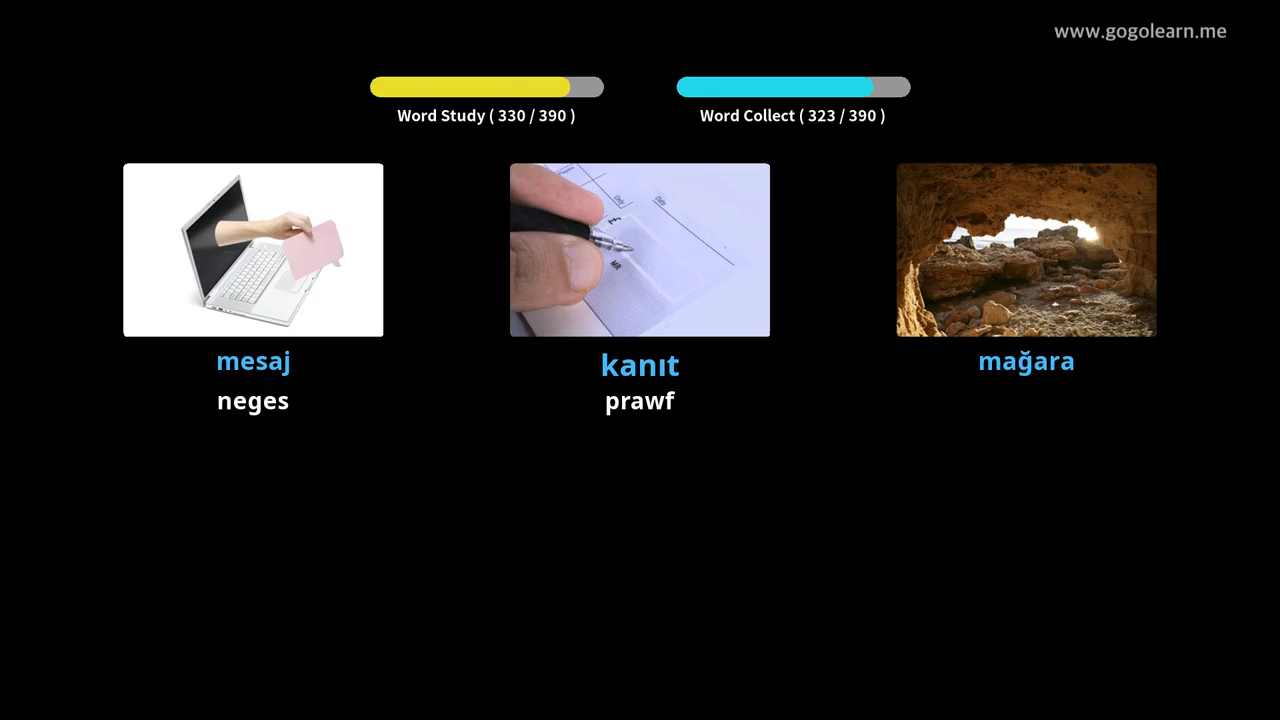 www.gogolearn.me
Word Study ( 330 / 390 )
Word Collect ( 323 / 390 )
mesaj
kanıt
mağara
neges
prawf